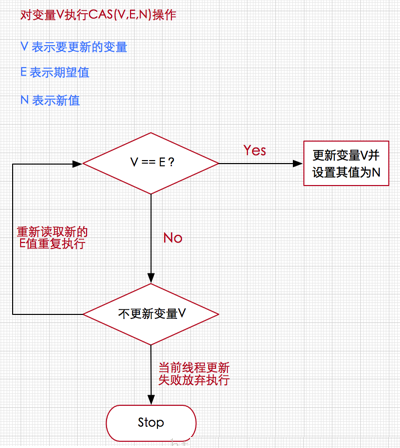 对变量V执行CAS(V,E,N)操作
V 表示要更新的变量
E 表示期望值
N 表示新值
V == E ?
Yes
更新变量V并
设置其值为N
No
重新读取新的
E值重复执行
不更新变量V
当前线程更新
失败放弃执行
Stop